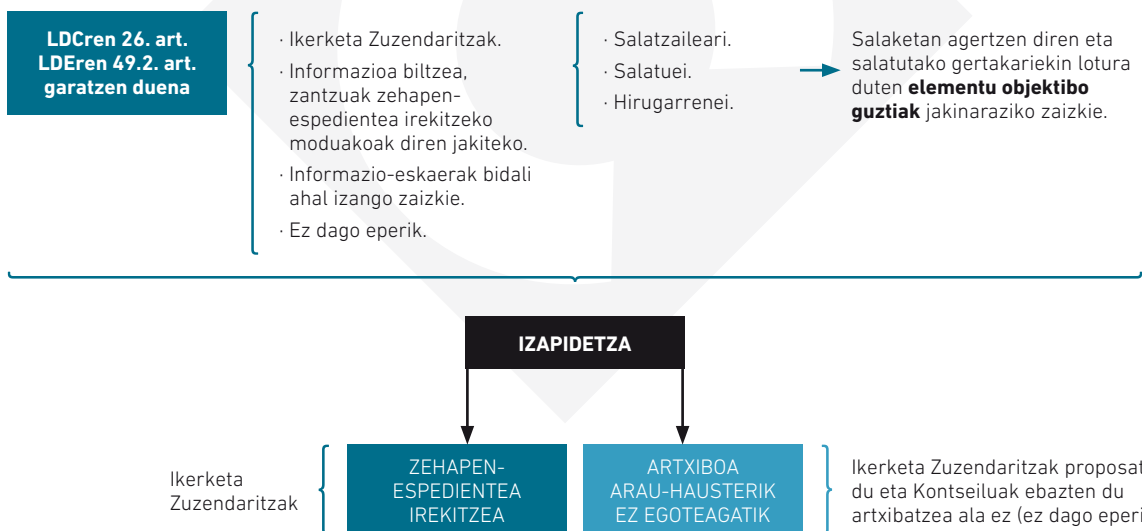 LDCren 26. art.
LDEren 49.2. art.
garatzen duena
· Ikerketa Zuzendaritzak.
· Informazioa biltzea,
zantzuak zehapen-
espedientea irekitzeko
moduakoak diren jakiteko.
· Informazio-eskaerak bidali
ahal izango zaizkie.
· Ez dago eperik.
· Salatzaileari.
· Salatuei.
· Hirugarrenei.
Salaketan agertzen diren eta
salatutako gertakariekin lotura
duten elementu objektibo
guztiak jakinaraziko zaizkie.
IZAPIDETZA
Ikerketa
Zuzendaritzak
ZEHAPEN-
ESPEDIENTEA
IREKITZEA
ARTXIBOA
ARAU-HAUSTERIK
EZ EGOTEAGATIK
Ikerketa Zuzendaritzak proposat
du eta Kontseiluak ebazten du
artxibatzea ala ez (ez dago eperi